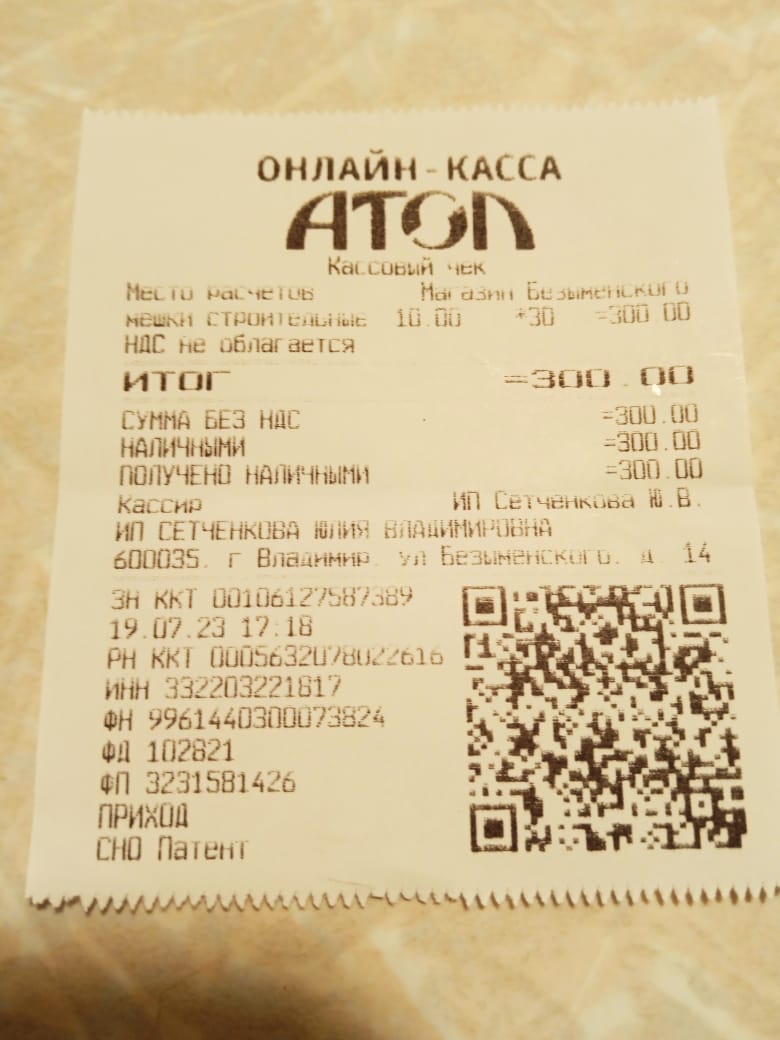 ОНЛАЙН-КАССА
АТОЛ
Кассовый чек
Место расчетов Магазин Безыменского
мешки строительные 10.00 *30 =300.00
НДС не облагается
ИТОГ =300.00
СУММА БЕЗ НДС =300.00
НАЛИЧНЫМИ =300.00
ПОЛУЧЕНО НАЛИЧНЫМИ =300.00
Кассир ИП Сетченкова Ю.В.
ИП СЕТЧЕНКОВА ЮЛИЯ ВЛАДИМИРОВНА
600035, г Владимир, ул Безыменского, д. 14
ЗН ККТ 00106127587389
19.07.23 17:18
РН ККТ 0005632078022616
ИНН 332203221817
ФН 9961440300073824
ФД 102821
ФП 3231581426
ПРИХОД
СНО Патент